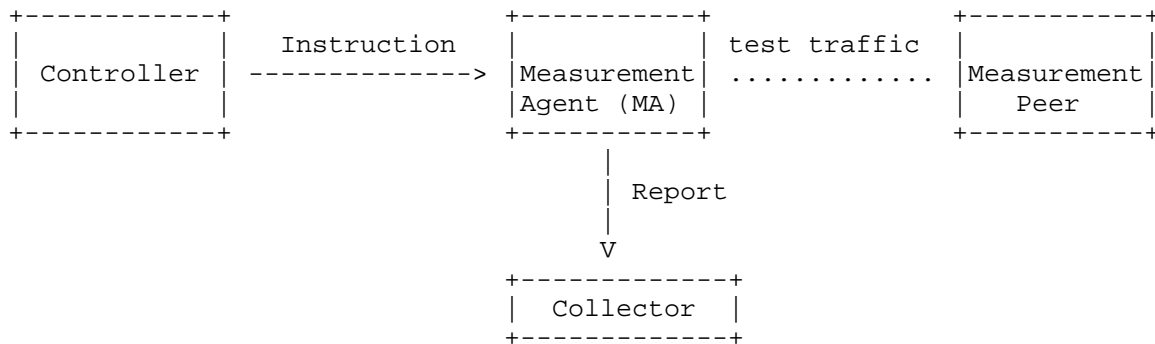 Instruction test traffic
Controller Measurement Measurement
Agent (MA) Peer
Report
Collector